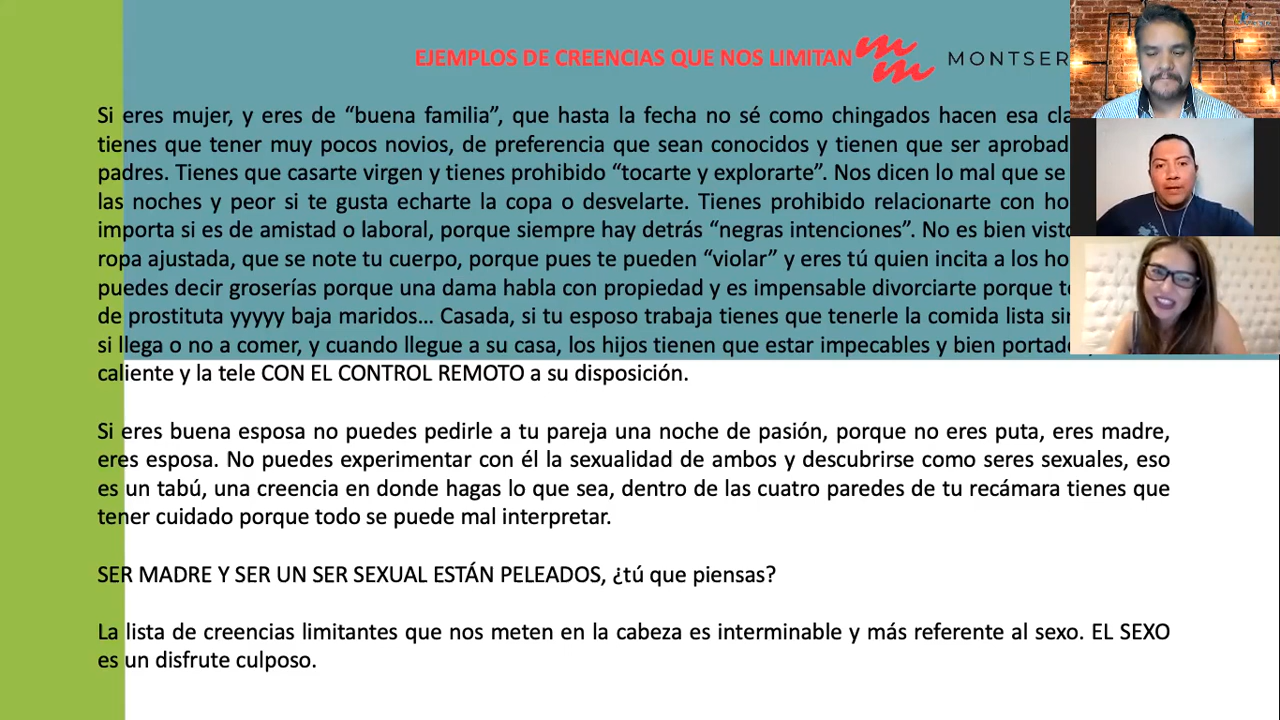 EJEMPLOS DE CREENCIAS QUE NOS LIMITAN
MONTSER
Si eres mujer, y eres de “buena familia”, que hasta la fecha no sé como chingados hacen esa
tienes que tener muy pocos novios, de preferencia que sean conocidos y tienen que ser
padres. Tienes que casarte virgen y tienes prohibido “tocarte y explorarte”. Nos dicen lo mal que se
las noches y peor si te gusta echarte la copa o desvelarte. Tienes prohibido relacionarte con
importa si es de amistad o laboral, porque siempre hay detrás “negras intenciones”. No es bien
ropa ajustada, que se note tu cuerpo, porque pues te pueden “violar” y eres tú quien incita a los
puedes decir groserías porque una dama habla con propiedad y es impensable divorciarte porque
de prostituta yyyyy baja maridos... Casada, si tu esposo trabaja tienes que tenerle la comida lista
si llega o no a comer, y cuando llegue a su casa, los hijos tienen que estar impecables y bien
caliente y la tele CON EL CONTROL REMOTO a su disposición.
Si eres buena esposa no puedes pedirle a tu pareja una noche de pasión, porque no eres puta, eres madre,
eres esposa. No puedes experimentar con él la sexualidad de ambos y descubrirse como seres sexuales, eso
es un tabú, una creencia en donde hagas lo que sea, dentro de las cuatro paredes de tu recámara tienes que
tener cuidado porque todo se puede mal interpretar.
SER MADRE Y SER UN SER SEXUAL ESTÁN PELEADOS, ¿tú que piensas?
La lista de creencias limitantes que nos meten en la cabeza es interminable y más referente al sexo. EL SEXO
es un disfrute culposo.